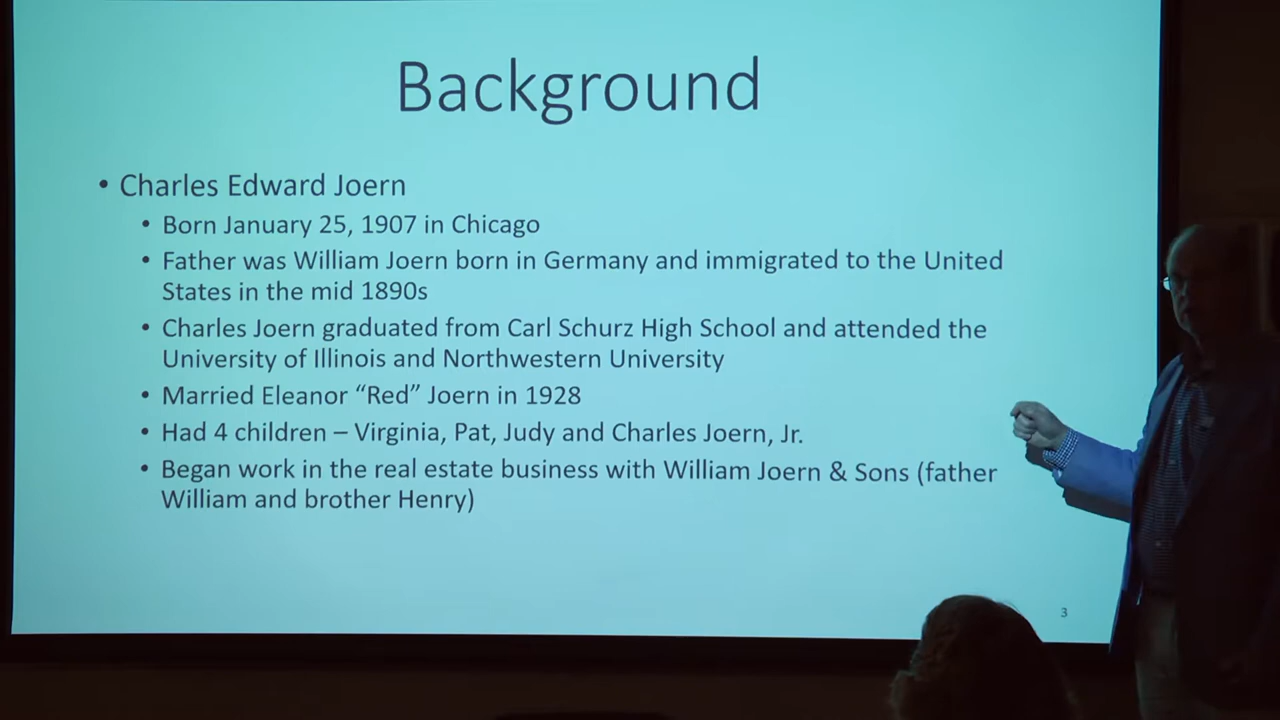 Background
• Charles Edward Joern
• Born January 25, 1907 in Chicago
• Father was William Joern born in Germany and immigrated to the United
States in the mid 1890s
• Charles Joern graduated from Carl Schurz High School and attended the
University of Illinois and Northwestern University
• Married Eleanor “Red” Joern in 1928
• Had 4 children – Virginia, Pat, Judy and Charles Joern, Jr.
• Began work in the real estate business with William Joern & Sons (father
William and brother Henry)
3